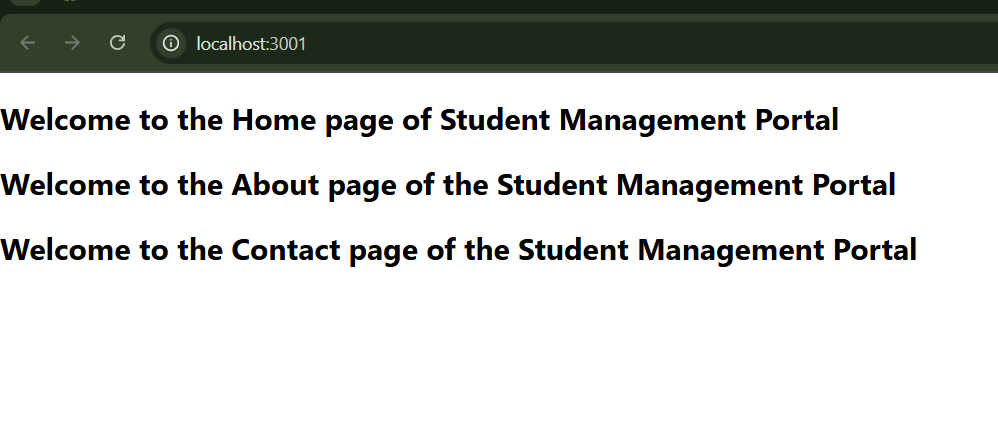 localhost:3001
Welcome to the Home page of Student Management Portal
Welcome to the About page of the Student Management Portal
Welcome to the Contact page of the Student Management Portal